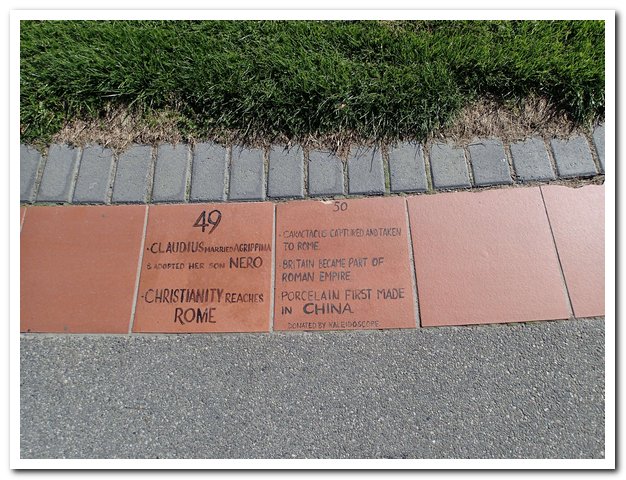 49
·CLAUDIUS MARRIED AGRIPPINA
& ADOPTED HER SON NERO
·CHRISTIANITY REACHES
ROME
50
·CARACTACUS CAPTURED AND TAKEN
TO ROME.
·BRITAIN BECAME PART OF
ROMAN EMPIRE
·PORCELAIN FIRST MADE
IN CHINA
DONATED BY KALEIDOSCOPE